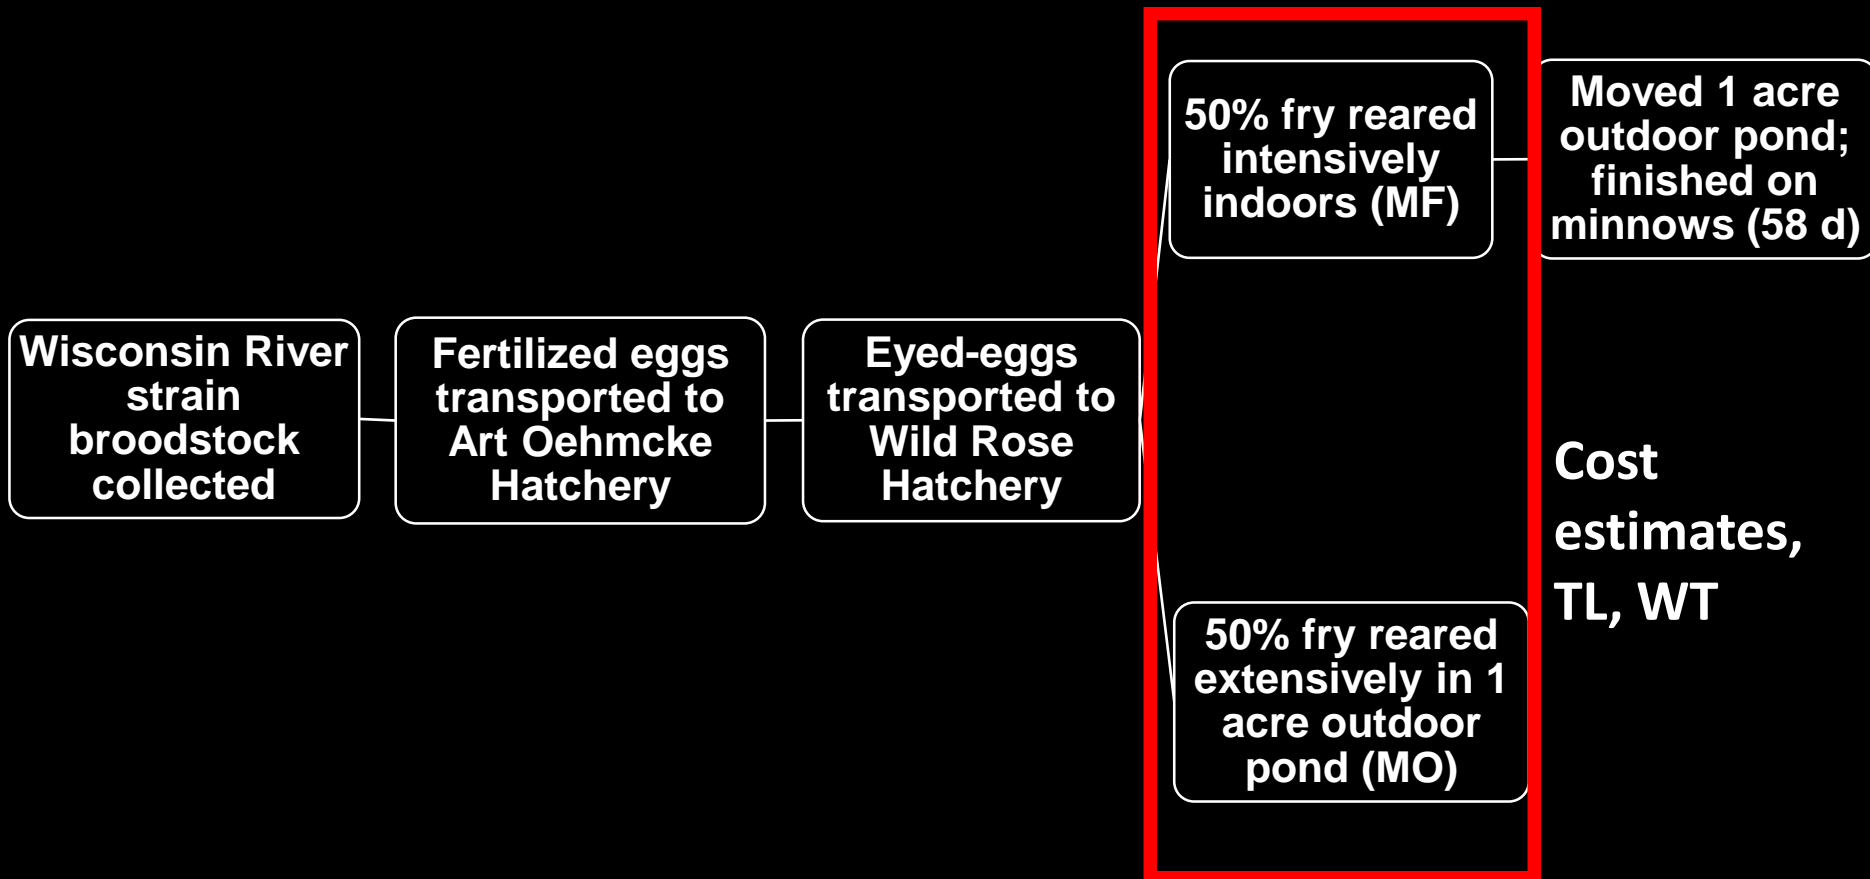 Wisconsin River
strain
broodstock
collected
Fertilized eggs
transported to
Art Oehmcke
Hatchery
Eyed-eggs
transported to
Wild Rose
Hatchery
50% fry reared
intensively
indoors (MF)
Moved 1 acre
outdoor pond;
finished on
minnows (58 d)
50% fry reared
extensively in 1
acre outdoor
pond (MO)
Cost
estimates,
TL, WT